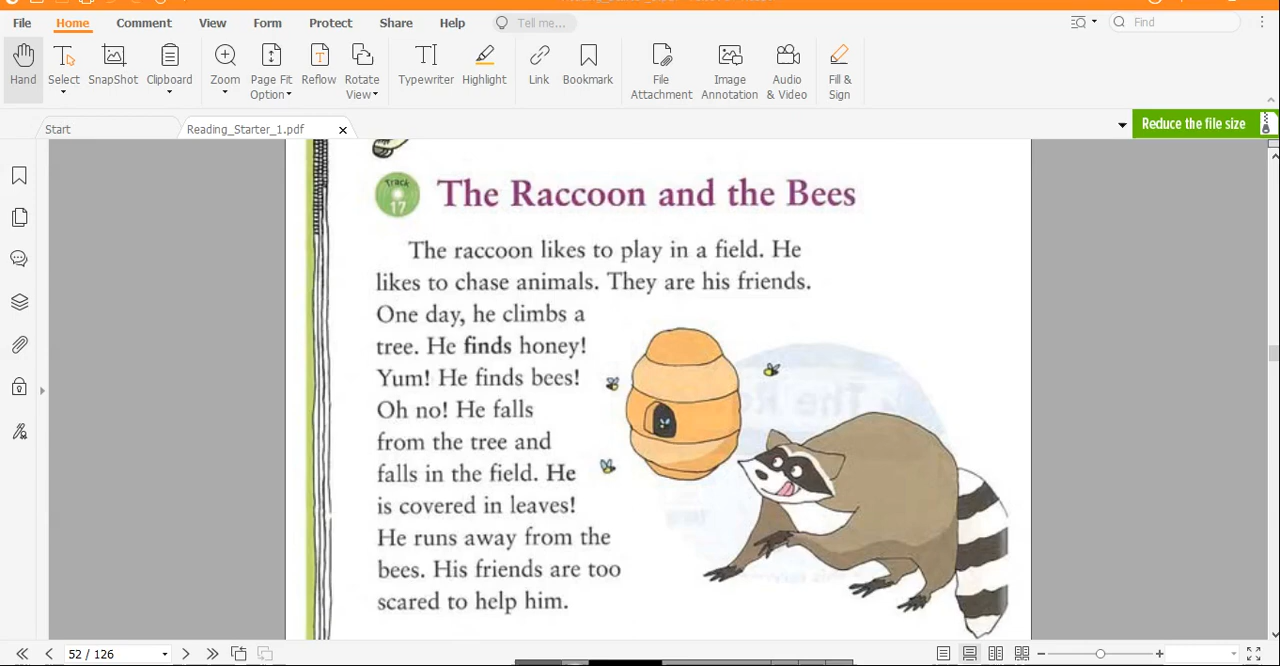 File Home Comment View Form Protect Share Help Tell me... Find
Hand Select SnapShot Clipboard Zoom Page Fit Option Reflow Rotate View Typewriter Highlight Link Bookmark File Attachment Image Annotation Audio & Video Fill & Sign
Start Reading_Starter_1.pdf Reduce the file size
Track 17
The Raccoon and the Bees
The raccoon likes to play in a field. He
likes to chase animals. They are his friends.
One day, he climbs a
tree. He finds honey!
Yum! He finds bees!
Oh no! He falls
from the tree and
falls in the field. He
is covered in leaves!
He runs away from the
bees. His friends are too
scared to help him.
52 / 126